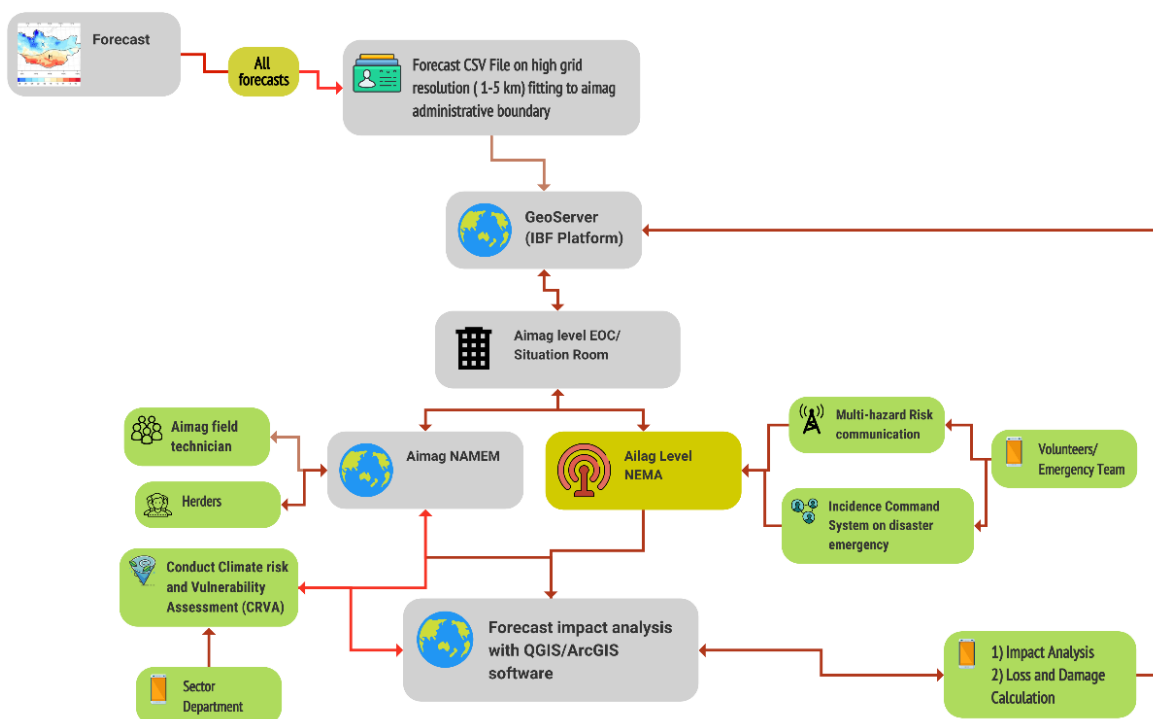 Forecast
All
forecasts
Forecast CSV File on high grid
resolution ( 1-5 km) fitting to aimag
administrative boundary
GeoServer
(IBF Platform)
Aimag level EOC/
Situation Room
Aimag field
technician
Herders
Aimag NAMEM
Ailag Level
NEMA
Multi-hazard Risk
communication
Volunteers/
Emergency Team
Incidence Command
System on disaster
emergency
Conduct Climate risk
and Vulnerability
Assessment (CRVA)
Forecast impact analysis
with QGIS/ArcGIS
software
1) Impact Analysis
2) Loss and Damage
Calculation
Sector
Department